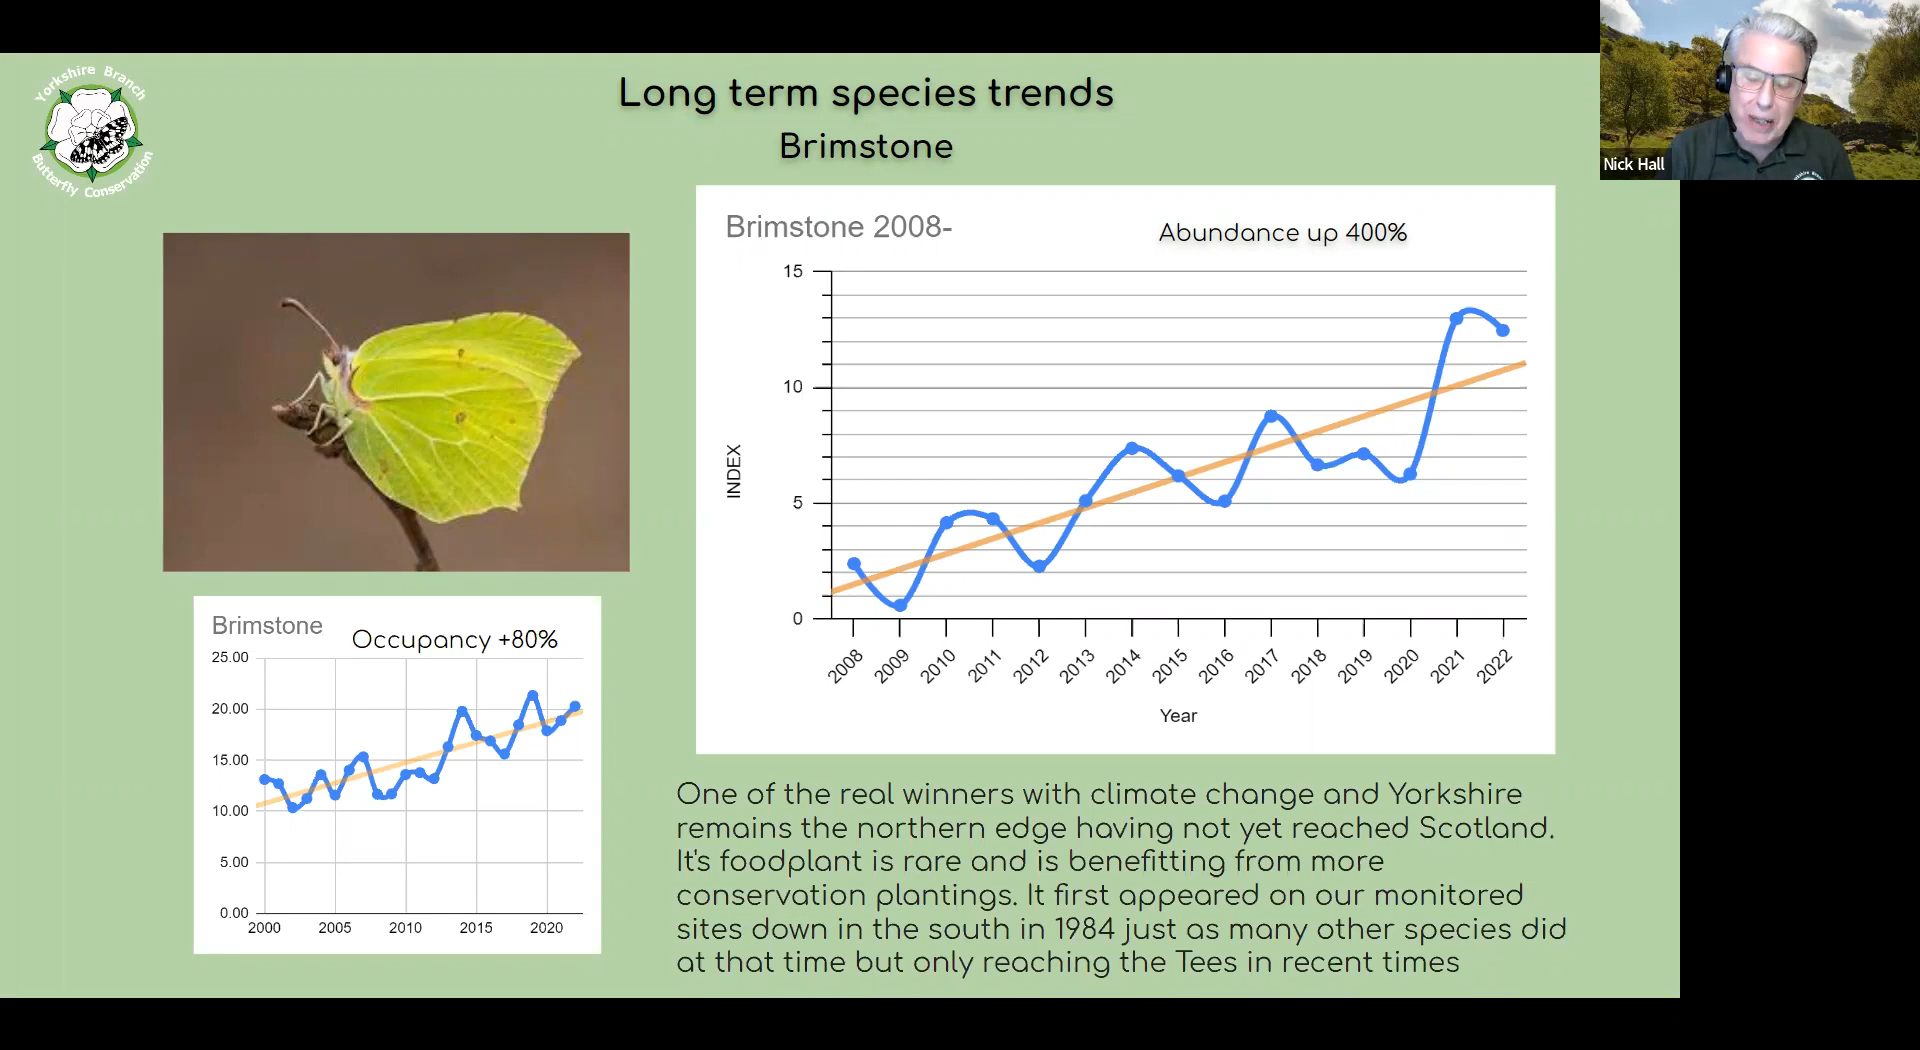 Yorkshire Branch
Butterfly Conservation
Long term species trends
Brimstone
Nick Hall
Brimstone 2008-
Abundance up 400%
15
10
5
0
INDEX
2008
2009
2010
2011
2012
2013
2014
2015
2016
2017
2018
2019
2020
2021
2022
Year
Brimstone
Occupancy +80%
25.00
20.00
15.00
10.00
5.00
0.00
2000
2005
2010
2015
2020
One of the real winners with climate change and Yorkshire
remains the northern edge having not yet reached Scotland.
It's foodplant is rare and is benefitting from more
conservation plantings. It first appeared on our monitored
sites down in the south in 1984 just as many other species did
at that time but only reaching the Tees in recent times